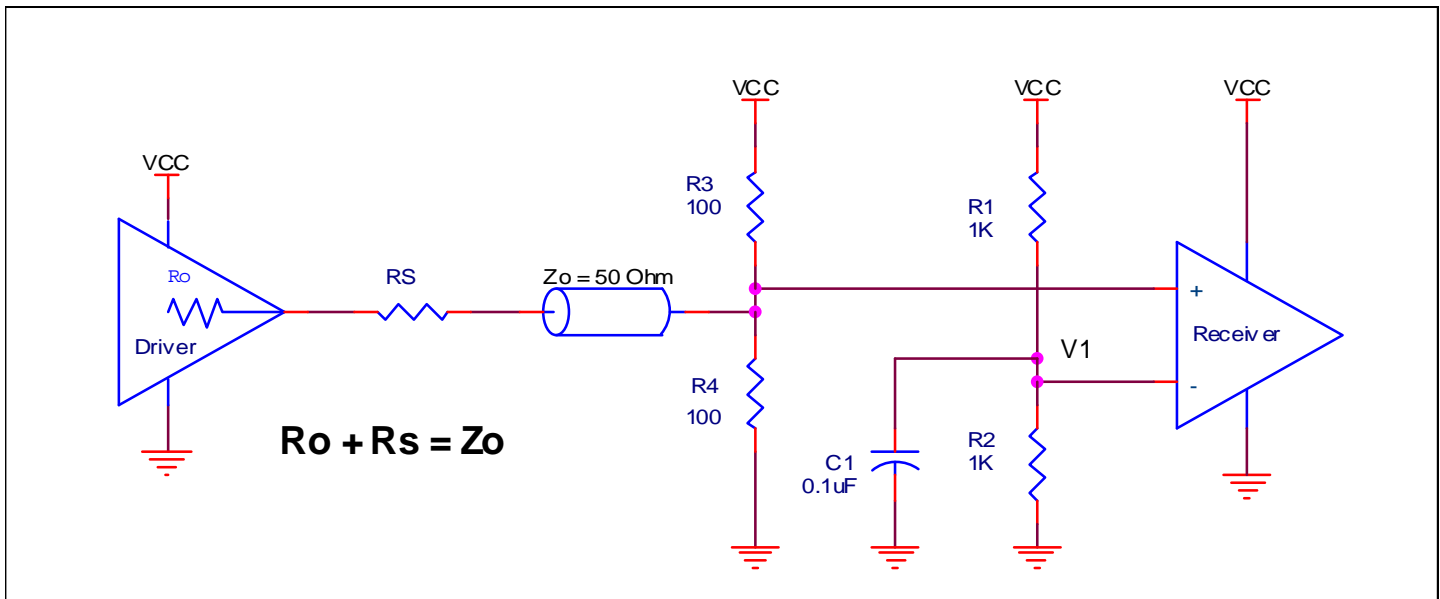 VCC
VCC
VCC
VCC
R3
100
R1
1K
Ro
RS
Zo = 50 Ohm
+
Driver
Receiver
V1
-
R4
100
Ro + Rs = Zo
C1
0.1uF
R2
1K